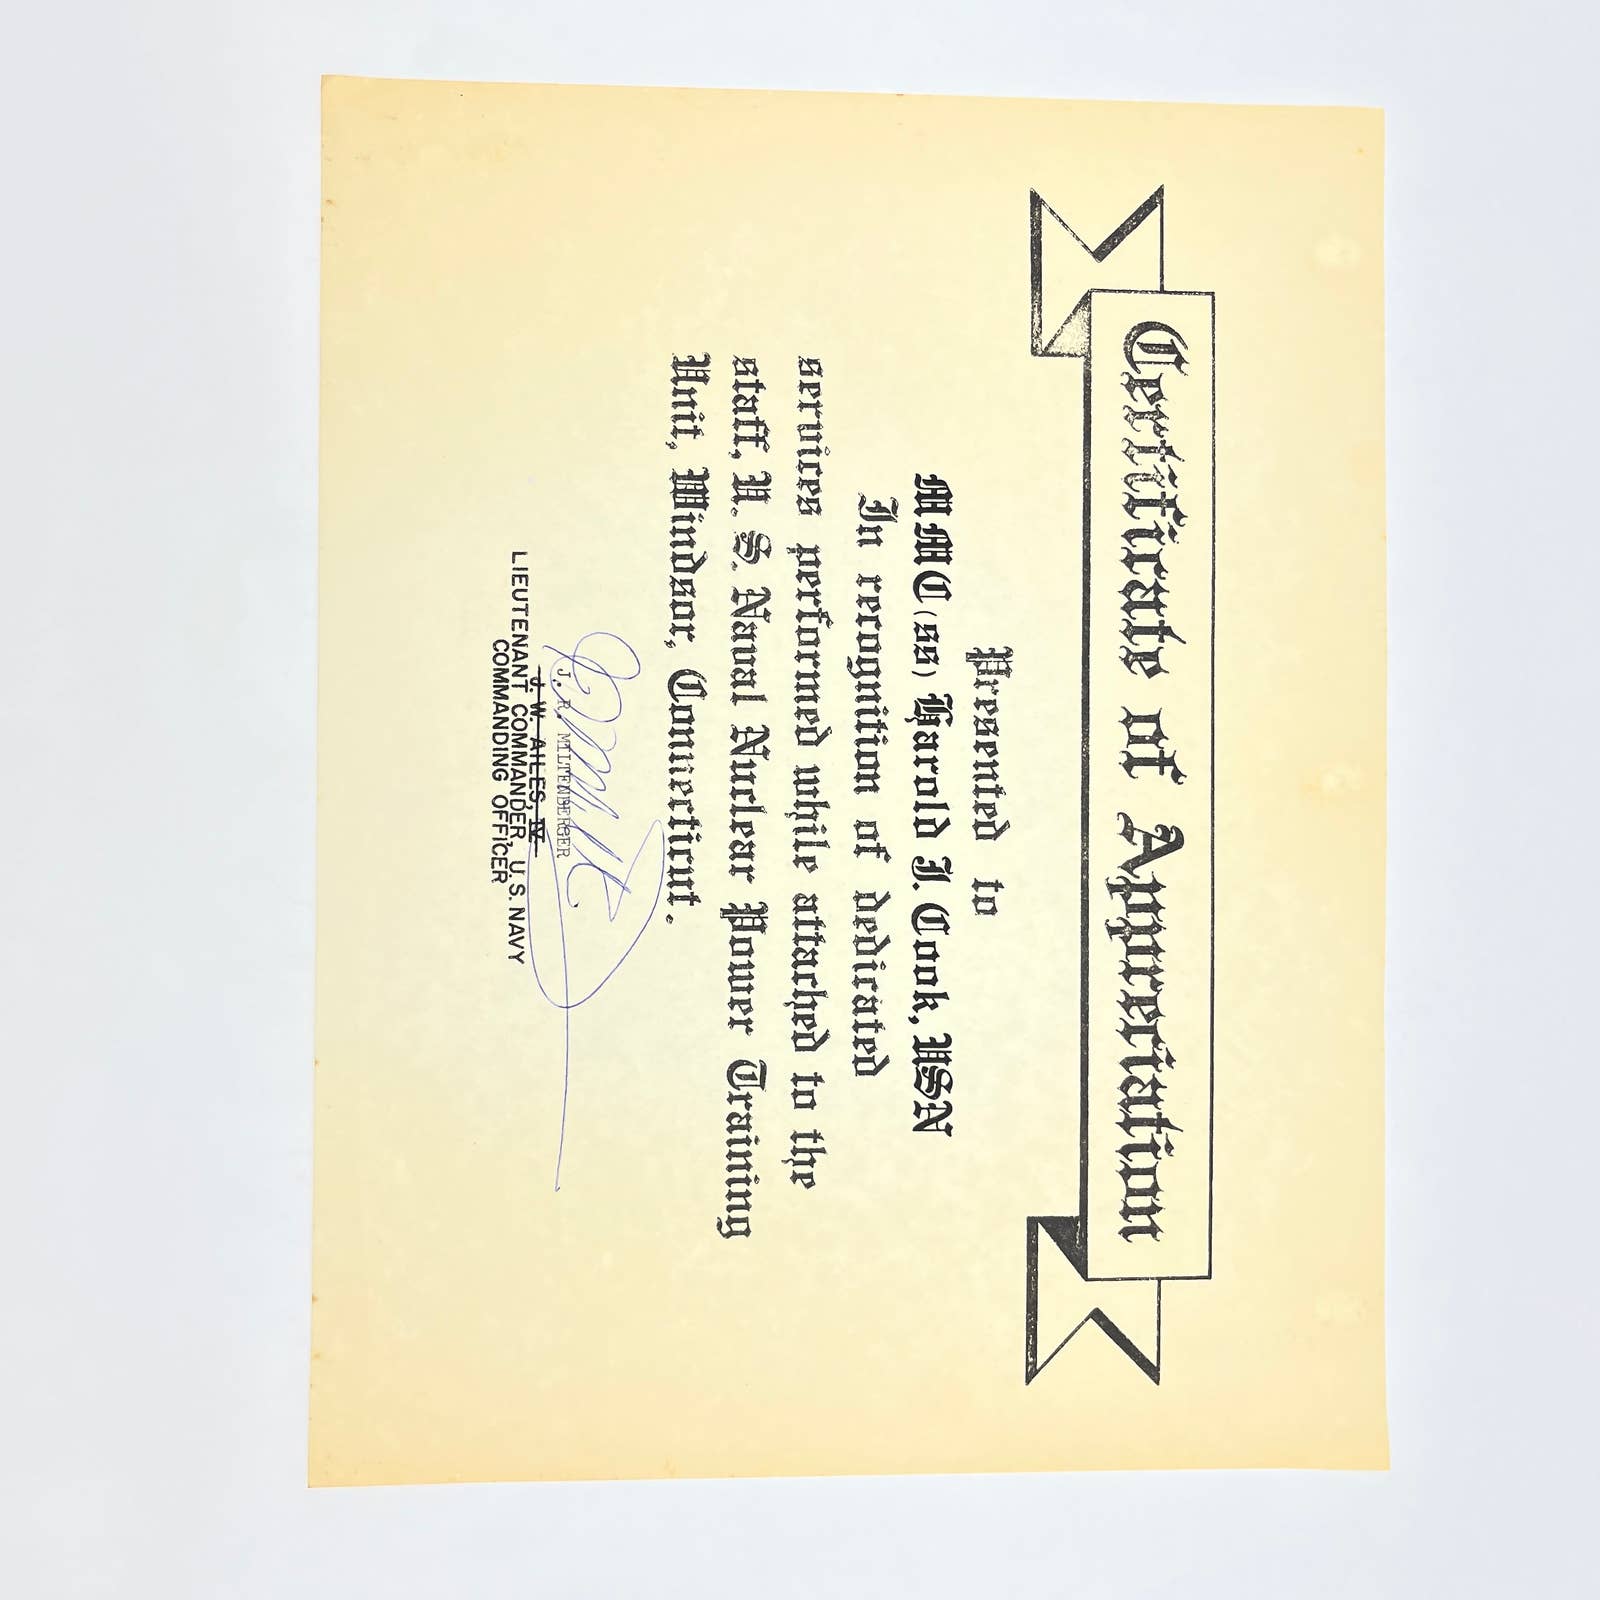 Certificate of Appreciation
Presented to
MMC(ss) Harold J. Cook, USN
In recognition of dedicated
services performed while attached to the
staff, U. S. Naval Nuclear Power Training
Unit, Windsor, Connecticut.
J. R. MILTENBERGER
J. W. AILES, IV
LIEUTENANT COMMANDER, U. S. NAVY
COMMANDING OFFICER